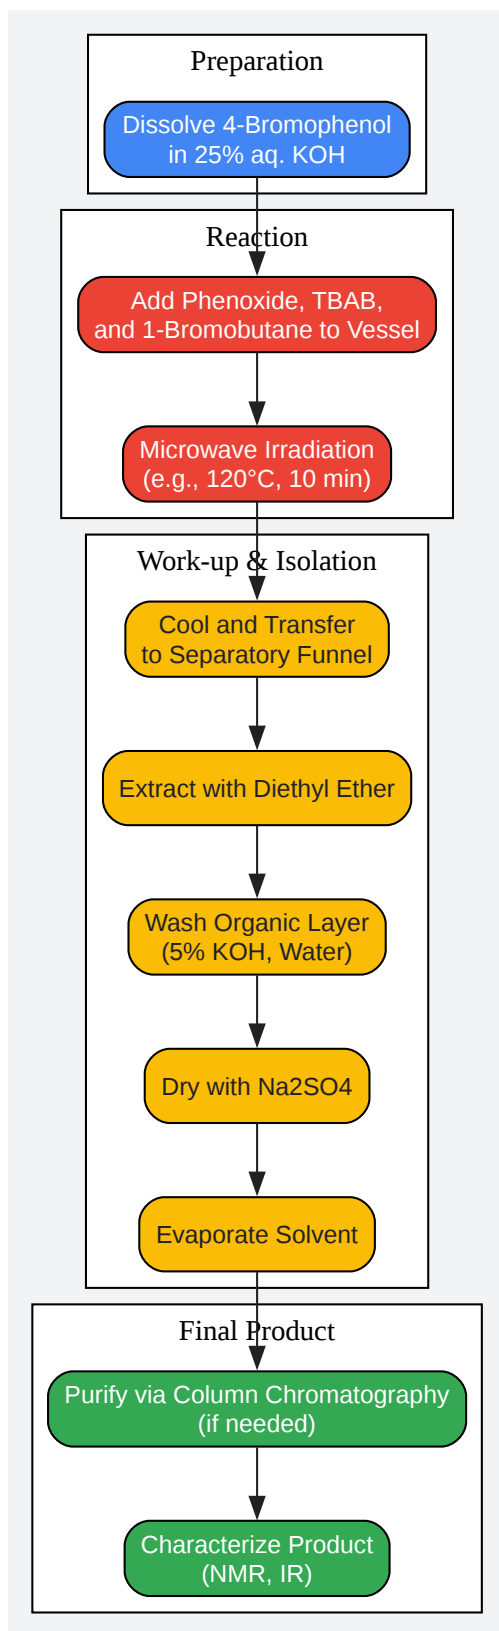 Preparation
Dissolve 4-Bromophenol
in 25% aq. KOH
Reaction
Add Phenoxide, TBAB,
and 1-Bromobutane to Vessel
Microwave Irradiation
(e.g., 120°C, 10 min)
Work-up & Isolation
Cool and Transfer
to Separatory Funnel
Extract with Diethyl Ether
Wash Organic Layer
(5% KOH, Water)
Dry with Na2SO4
Evaporate Solvent
Final Product
Purify via Column Chromatography
(if needed)
Characterize Product
(NMR, IR)